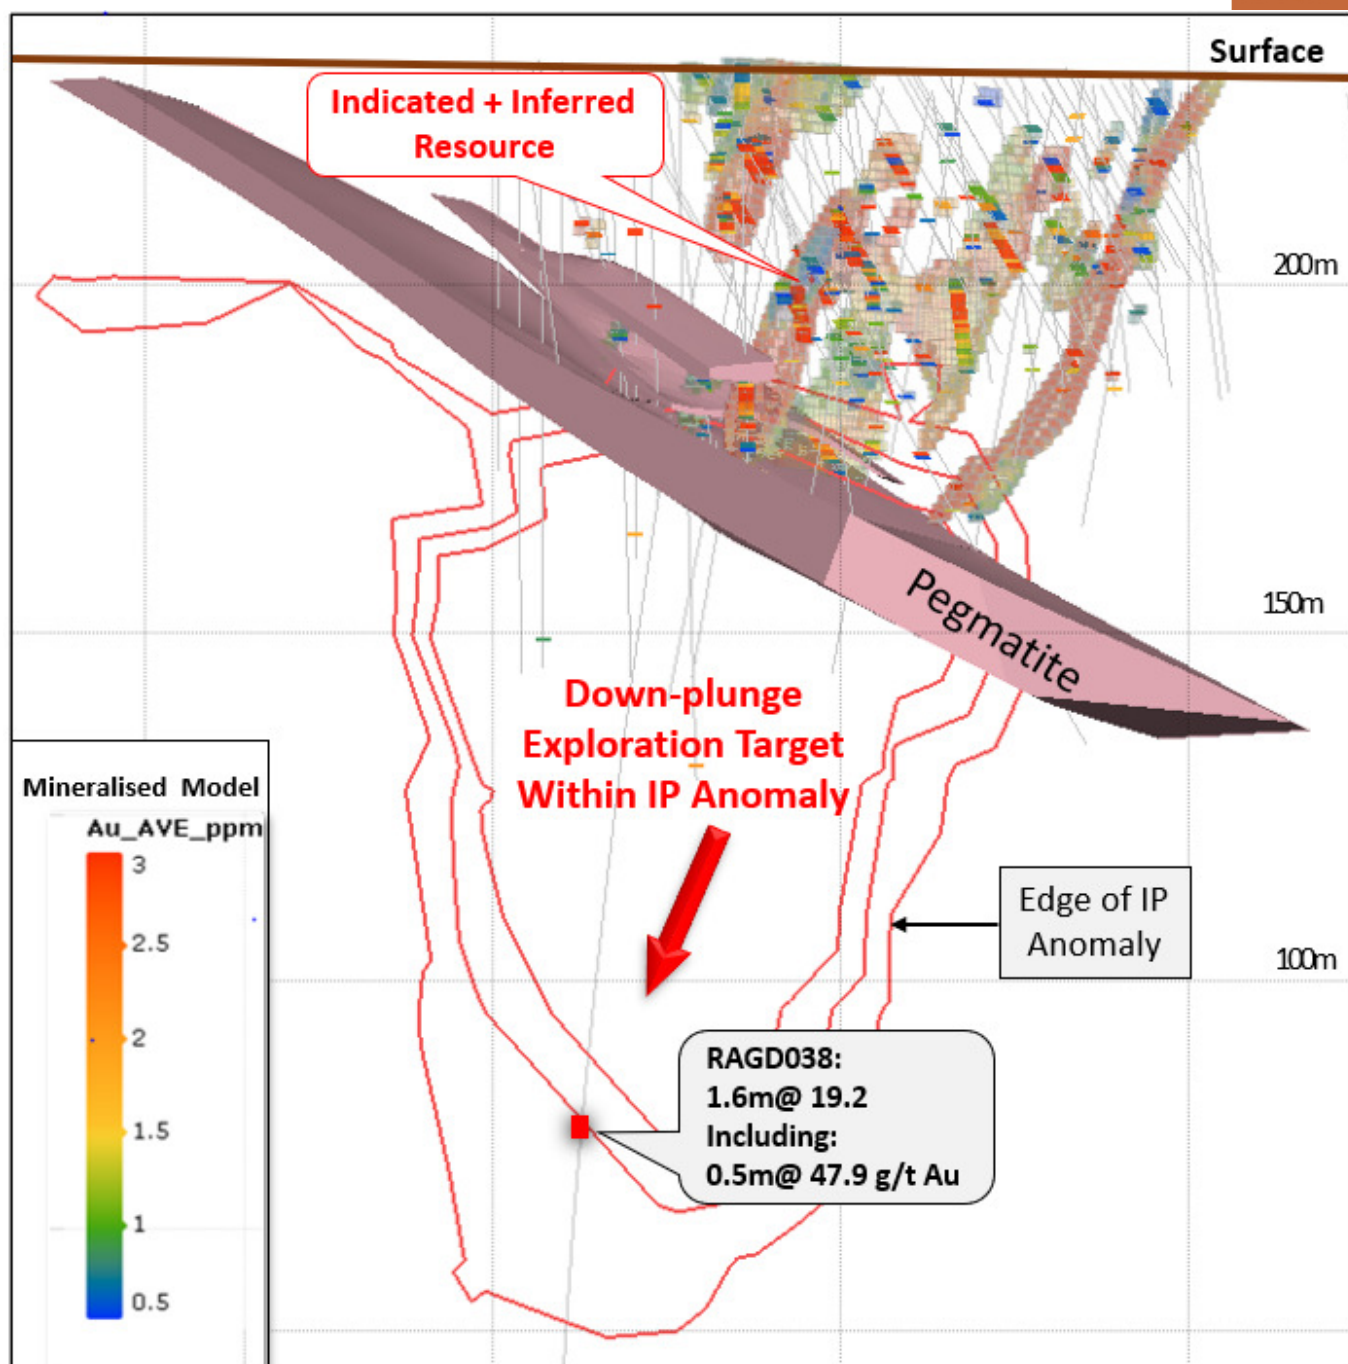 Surface
Indicated + Inferred
Resource
200m
150m
Pegmatite
Down-plunge
Exploration Target
Within IP Anomaly
Mineralised Model
Au_AVE_ppm
3
2.5
2
1.5
1
0.5
Edge of IP
Anomaly
100m
RAGD038:
1.6m@ 19.2
Including:
0.5m@ 47.9 g/t Au